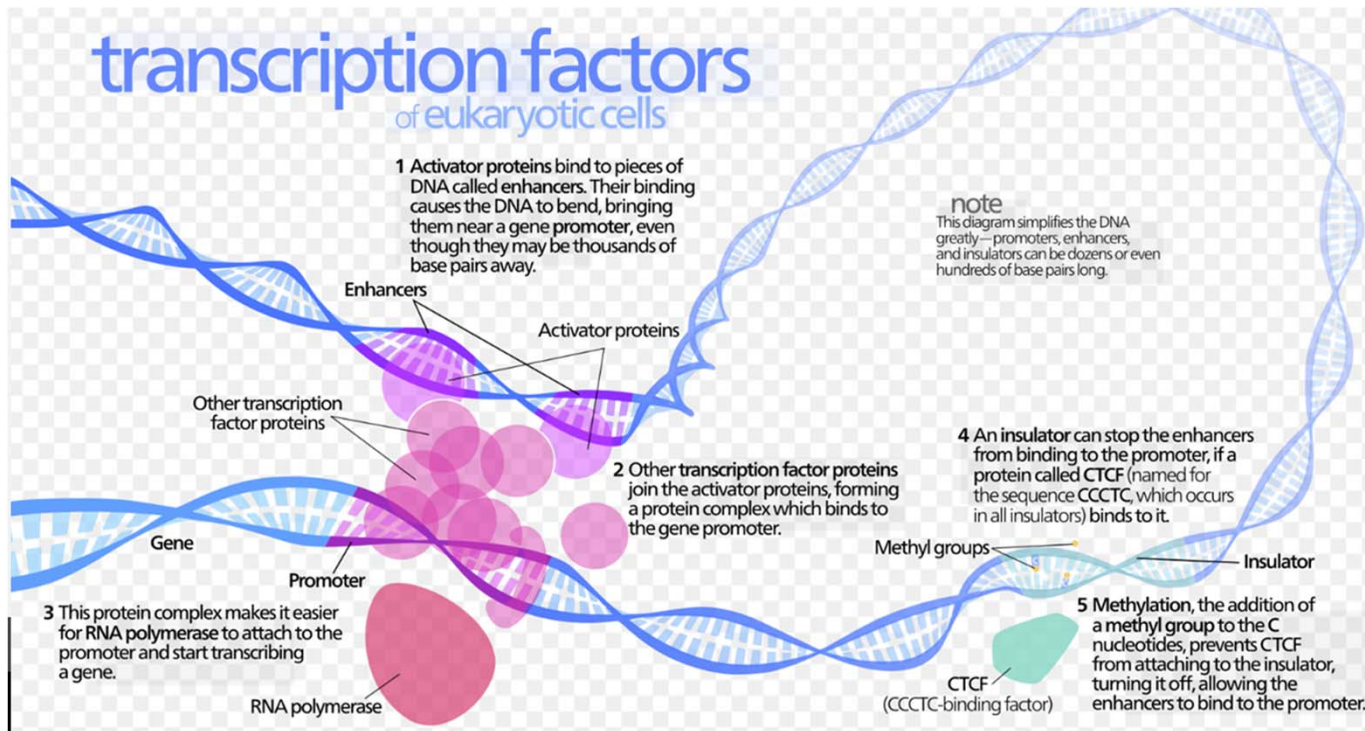 transcription factors
of eukaryotic cells
1 Activator proteins bind to pieces of
DNA called enhancers. Their binding
causes the DNA to bend, bringing
them near a gene promoter, even
though they may be thousands of
base pairs away.
note
This diagram simplifies the DNA
greatly—promoters, enhancers,
and insulators can be dozens or even
hundreds of base pairs long.
Enhancers
Activator proteins
Other transcription
factor proteins
2 Other transcription factor proteins
join the activator proteins, forming
a protein complex which binds to
the gene promoter.
4 An insulator can stop the enhancers
from binding to the promoter, if a
protein called CTCF (named for
the sequence CCCTC, which occurs
in all insulators) binds to it.
Gene
Promoter
Methyl groups
Insulator
3 This protein complex makes it easier
for RNA polymerase to attach to the
promoter and start transcribing
a gene.
RNA polymerase
CTCF
(CCCTC-binding factor)
5 Methylation, the addition of
a methyl group to the C
nucleotides, prevents CTCF
from attaching to the insulator,
turning it off, allowing the
enhancers to bind to the promoter.